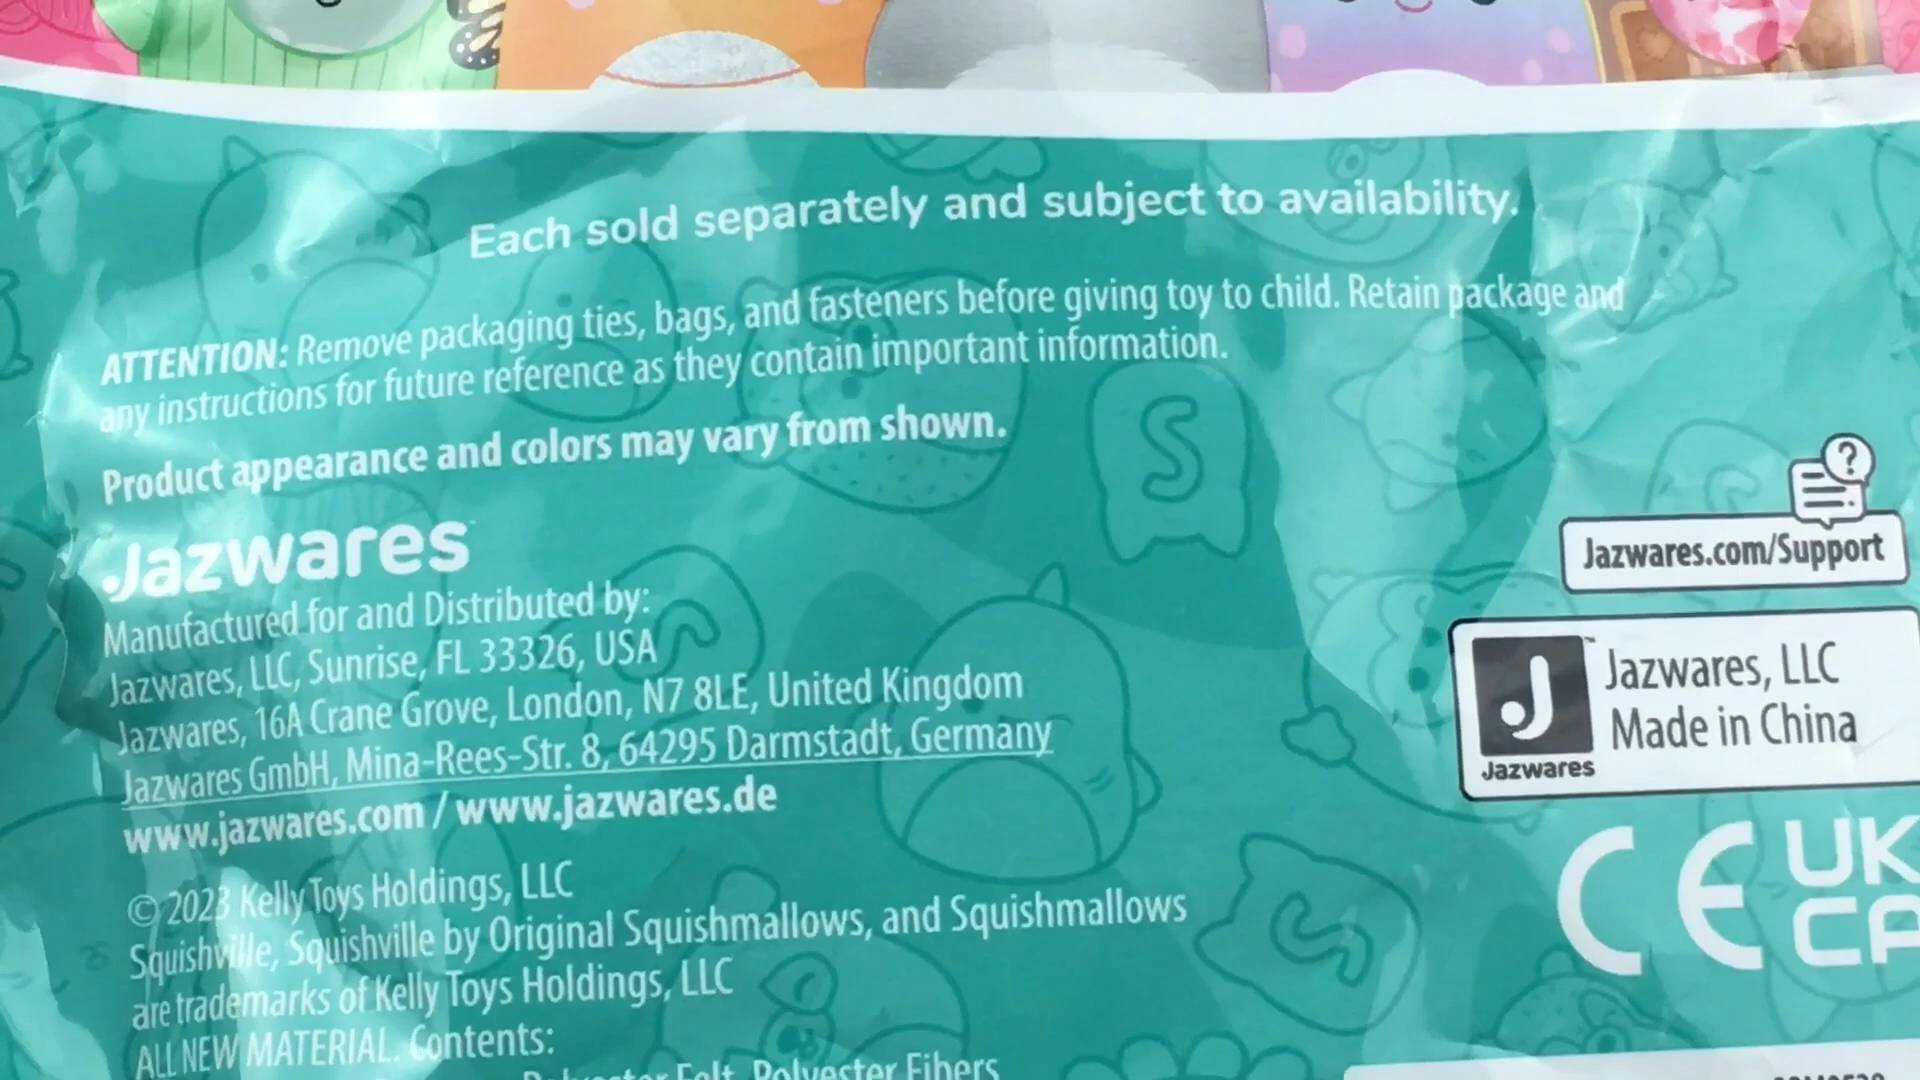 Each sold separately and subject to availability.
ATTENTION: Remove packaging ties, bags, and fasteners before giving toy to child. Retain package and
any instructions for future reference as they contain important information.
Product appearance and colors may vary from shown.
Jazwares
Manufactured for and Distributed by:
Jazwares, LLC, Sunrise, FL 33326, USA
Jazwares, 16A Crane Grove, London, N7 8LE, United Kingdom
Jazwares GmbH, Mina-Rees-Str. 8, 64295 Darmstadt, Germany
www.jazwares.com / www.jazwares.de
© 2023 Kelly Toys Holdings, LLC
Squishville, Squishville by Original Squishmallows, and Squishmallows
are trademarks of Kelly Toys Holdings, LLC
ALL NEW MATERIAL. Contents:
Polyester Felt, Polyester Fibers
?
Jazwares.com/Support
J™
Jazwares
Jazwares, LLC
Made in China
CE
UK
CA
S
S